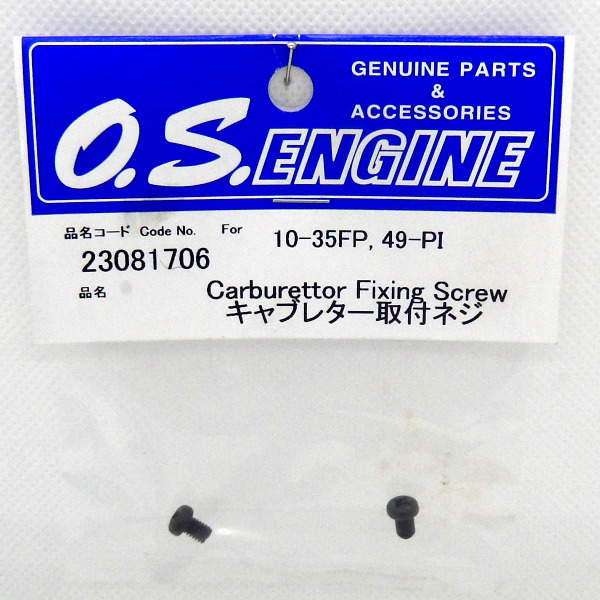 GENUINE PARTS
&
ACCESSORIES
O.S.ENGINE
品名コード Code No. For
23081706
10-35FP, 49-PI
品名
Carburettor Fixing Screw
キャブレター取付ネジ